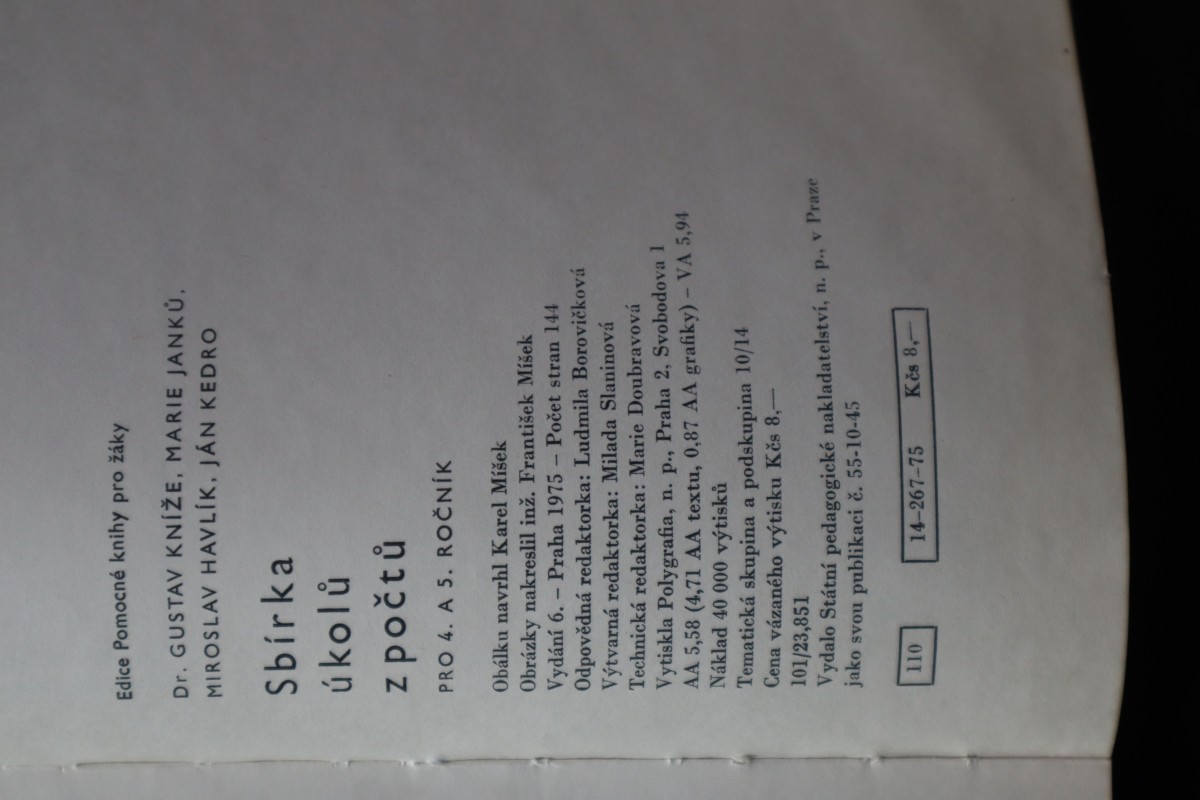 Edice Pomocné knihy pro žáky
Dr. GUSTAV KNÍŽE, MARIE JANKŮ,
MIROSLAV HAVLÍK, JÁN KEDRO
Sbírka
úkolů
z počtů
PRO 4. A 5. ROČNÍK
Obálku navrhl Karel Míšek
Obrázky nakreslil inž. František Míšek
Vydání 6. – Praha 1975 – Počet stran 144
Odpovědná redaktorka: Ludmila Borovičková
Výtvarná redaktorka: Milada Slaninová
Technická redaktorka: Marie Doubravová
Vytiskla Polygrafia, n. p., Praha 2, Svobodova 1
AA 5,58 (4,71 AA textu, 0,87 AA grafiky) – VA 5,94
Náklad 40 000 výtisků
Tematická skupina a podskupina 10/14
Cena vázaného výtisku Kčs 8,—
101/23,851
Vydalo Státní pedagogické nakladatelství, n. p., v Praze
jako svou publikaci č. 55-10-45
110 14–267–75 Kčs 8,—